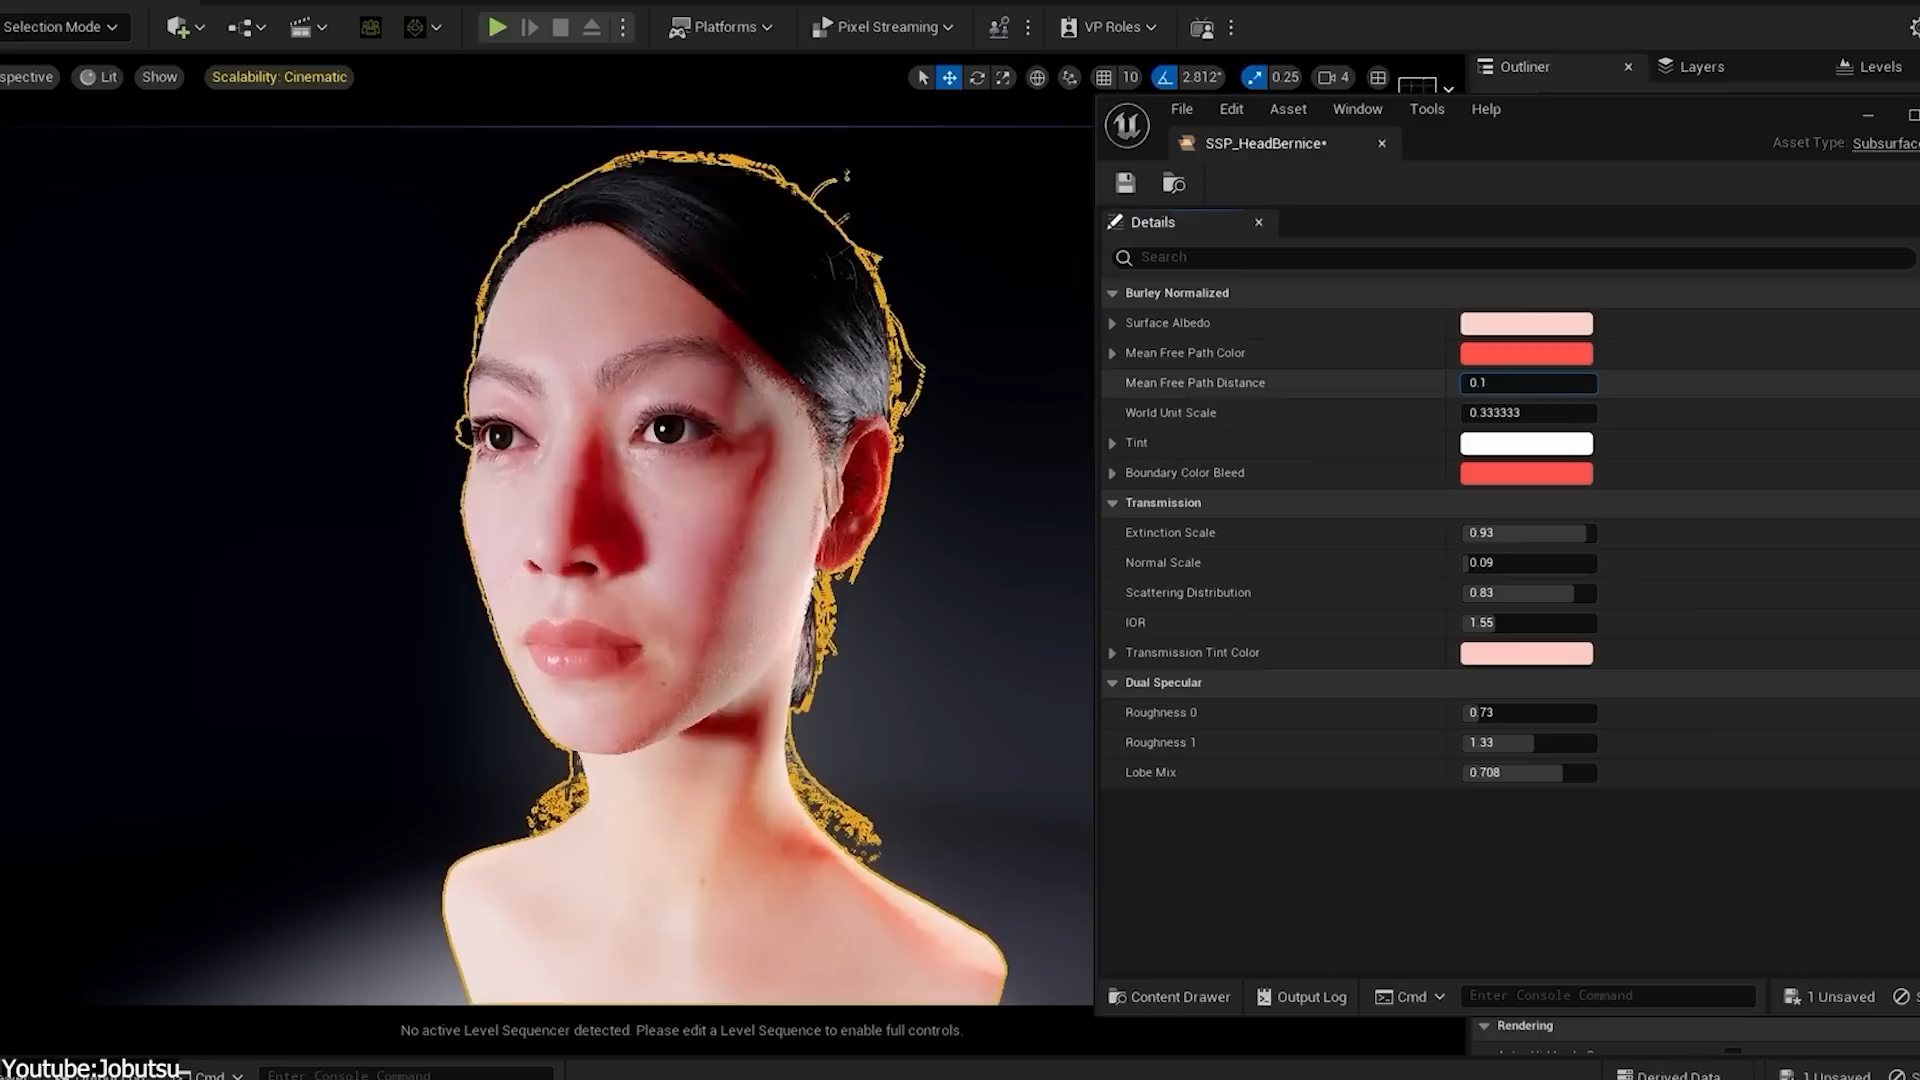 Selection Mode
Platforms
Pixel Streaming
VP Roles
spective
Lit
Show
Scalability: Cinematic
10
2.812°
0.25
4
Outliner
Layers
Levels
File
Edit
Asset
Window
Tools
Help
SSP_HeadBernice*
Asset Type
Subsurfac
Details
Search
Burley Normalized
Surface Albedo
Mean Free Path Color
Mean Free Path Distance
0.1
World Unit Scale
0.333333
Tint
Boundary Color Bleed
Transmission
Extinction Scale
0.93
Normal Scale
0.09
Scattering Distribution
0.83
IOR
1.55
Transmission Tint Color
Dual Specular
Roughness 0
0.73
Roughness 1
1.33
Lobe Mix
0.708
Content Drawer
Output Log
Cmd
Enter Console Command
1 Unsaved
No active Level Sequencer detected. Please edit a Level Sequence to enable full controls.
Rendering
Youtube:Jobutsu
Cmd
Enter Console Command
Derived Data
1 Unsaved